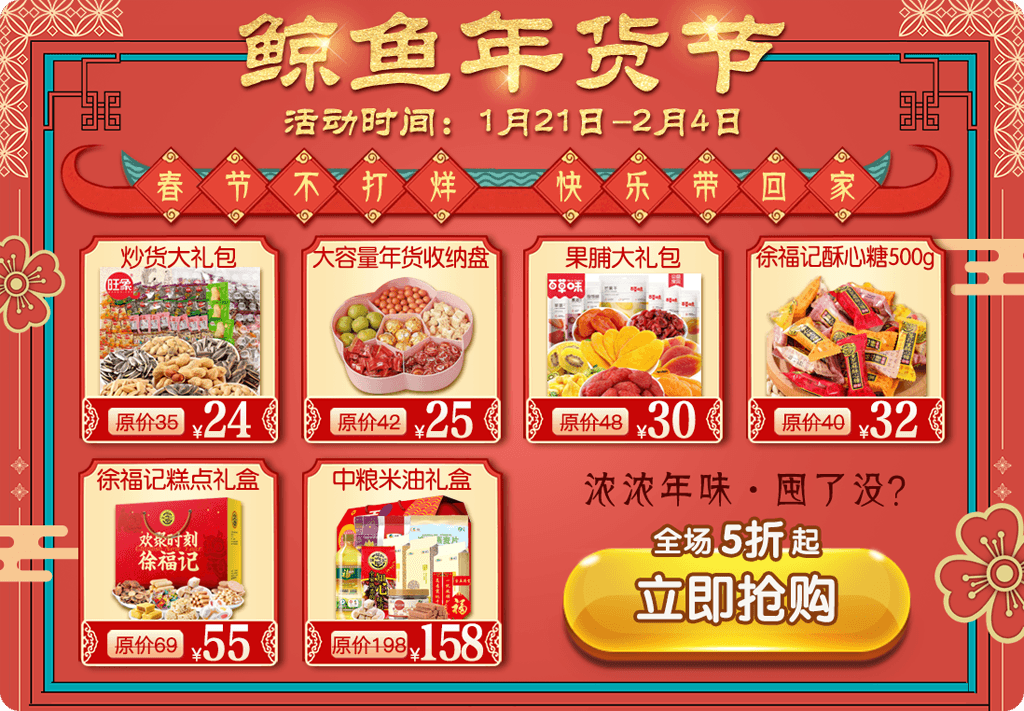 鲸鱼年货节
活动时间：1月21日-2月4日
春节不打烊 快乐带回家
炒货大礼包
旺象
原价35 ¥24
大容量年货收纳盘
原价42 ¥25
果脯大礼包
百草味
原价48 ¥30
徐福记酥心糖500g
原价40 ¥32
徐福记糕点礼盒
欢聚时刻
徐福记
原价69 ¥55
中粮米油礼盒
福
原价198 ¥158
浓浓年味·囤了没？
全场5折起
立即抢购